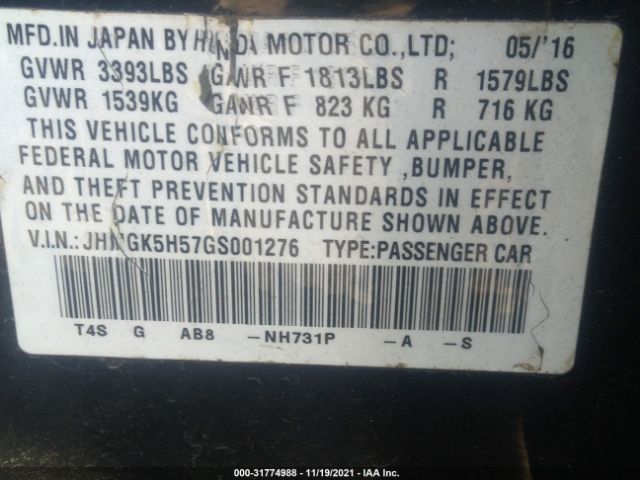 MFD.IN JAPAN BY HONDA MOTOR CO.,LTD; 05/'16
GVWR 3393LBS GAWR F 1813LBS R 1579LBS
GVWR 1539KG GAWR F 823 KG R 716 KG
THIS VEHICLE CONFORMS TO ALL APPLICABLE
FEDERAL MOTOR VEHICLE SAFETY ,BUMPER,
AND THEFT PREVENTION STANDARDS IN EFFECT
ON THE DATE OF MANUFACTURE SHOWN ABOVE.
V.I.N.: JHMGK5H57GS001276 TYPE:PASSENGER CAR
T4S G AB8 -NH731P -A -S
000-31774988 - 11/19/2021 - IAA Inc.